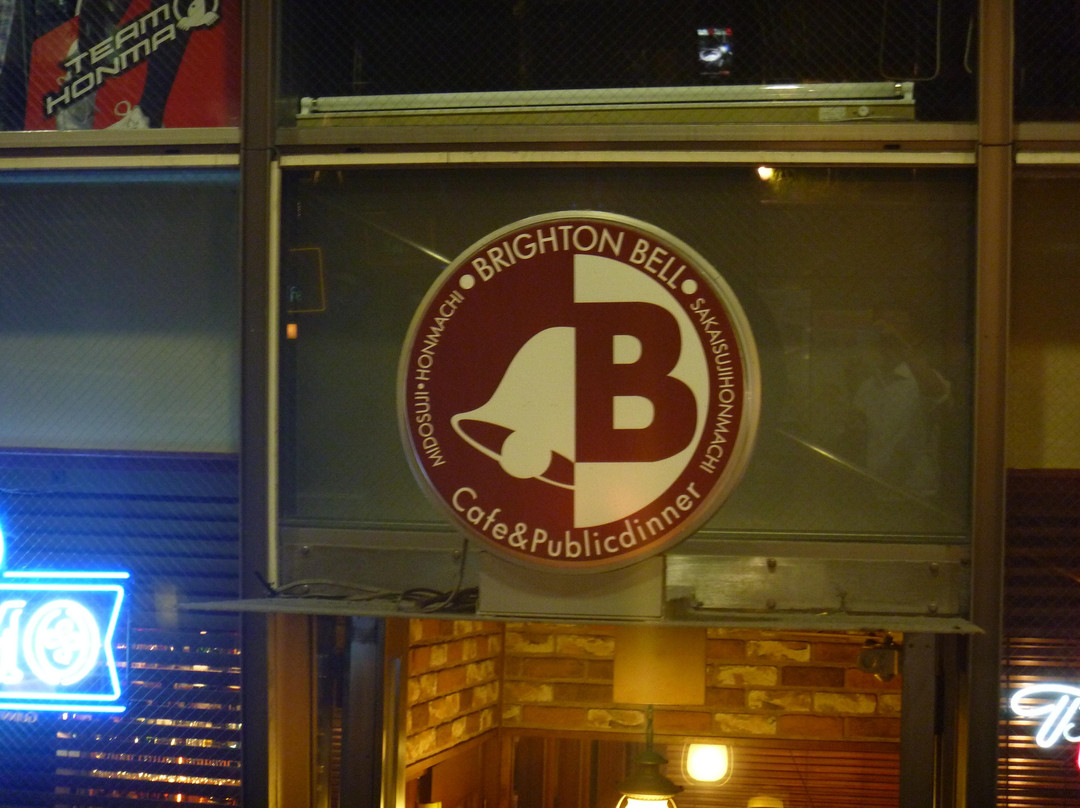 TEAM
HONMA
BRIGHTON BELL
MIDOSUJI•HONMACHI
SAKAISUJIHONMACHI
B
Cafe&Publicdinner